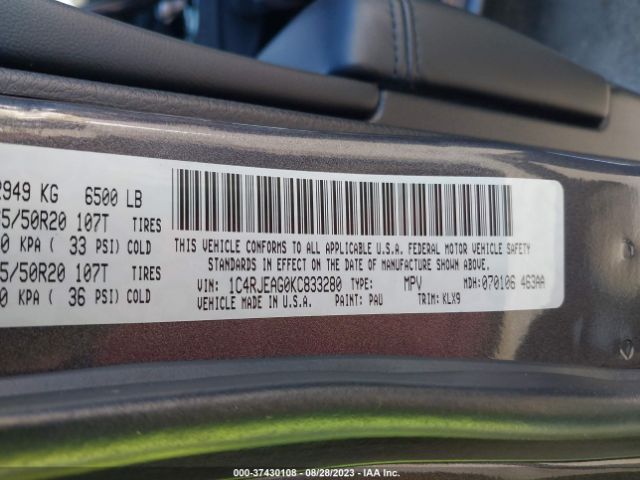 2949 KG 6500 LB
5/50R20 107T TIRES
0 KPA ( 33 PSI) COLD
5/50R20 107T TIRES
0 KPA ( 36 PSI) COLD
THIS VEHICLE CONFORMS TO ALL APPLICABLE U.S.A. FEDERAL MOTOR VEHICLE SAFETY
STANDARDS IN EFFECT ON THE DATE OF MANUFACTURE SHOWN ABOVE.
VIN: 1C4RJEAG0KC833280 TYPE: MPV MDH: 070106 463AA
VEHICLE MADE IN U.S.A. PAINT: PAU TRIM: KLX9
000-37430108 - 08/28/2023 - IAA Inc.